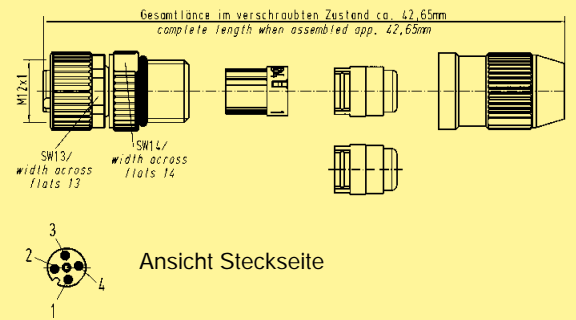 Gesamtlänge im verschraubten Zustand ca. 42,65mm
complete length when assembled app. 42,65mm
M12x1
SW13/
width across
flats 13
SW14/
width across
flats 14
3
2
4
1
Ansicht Steckseite